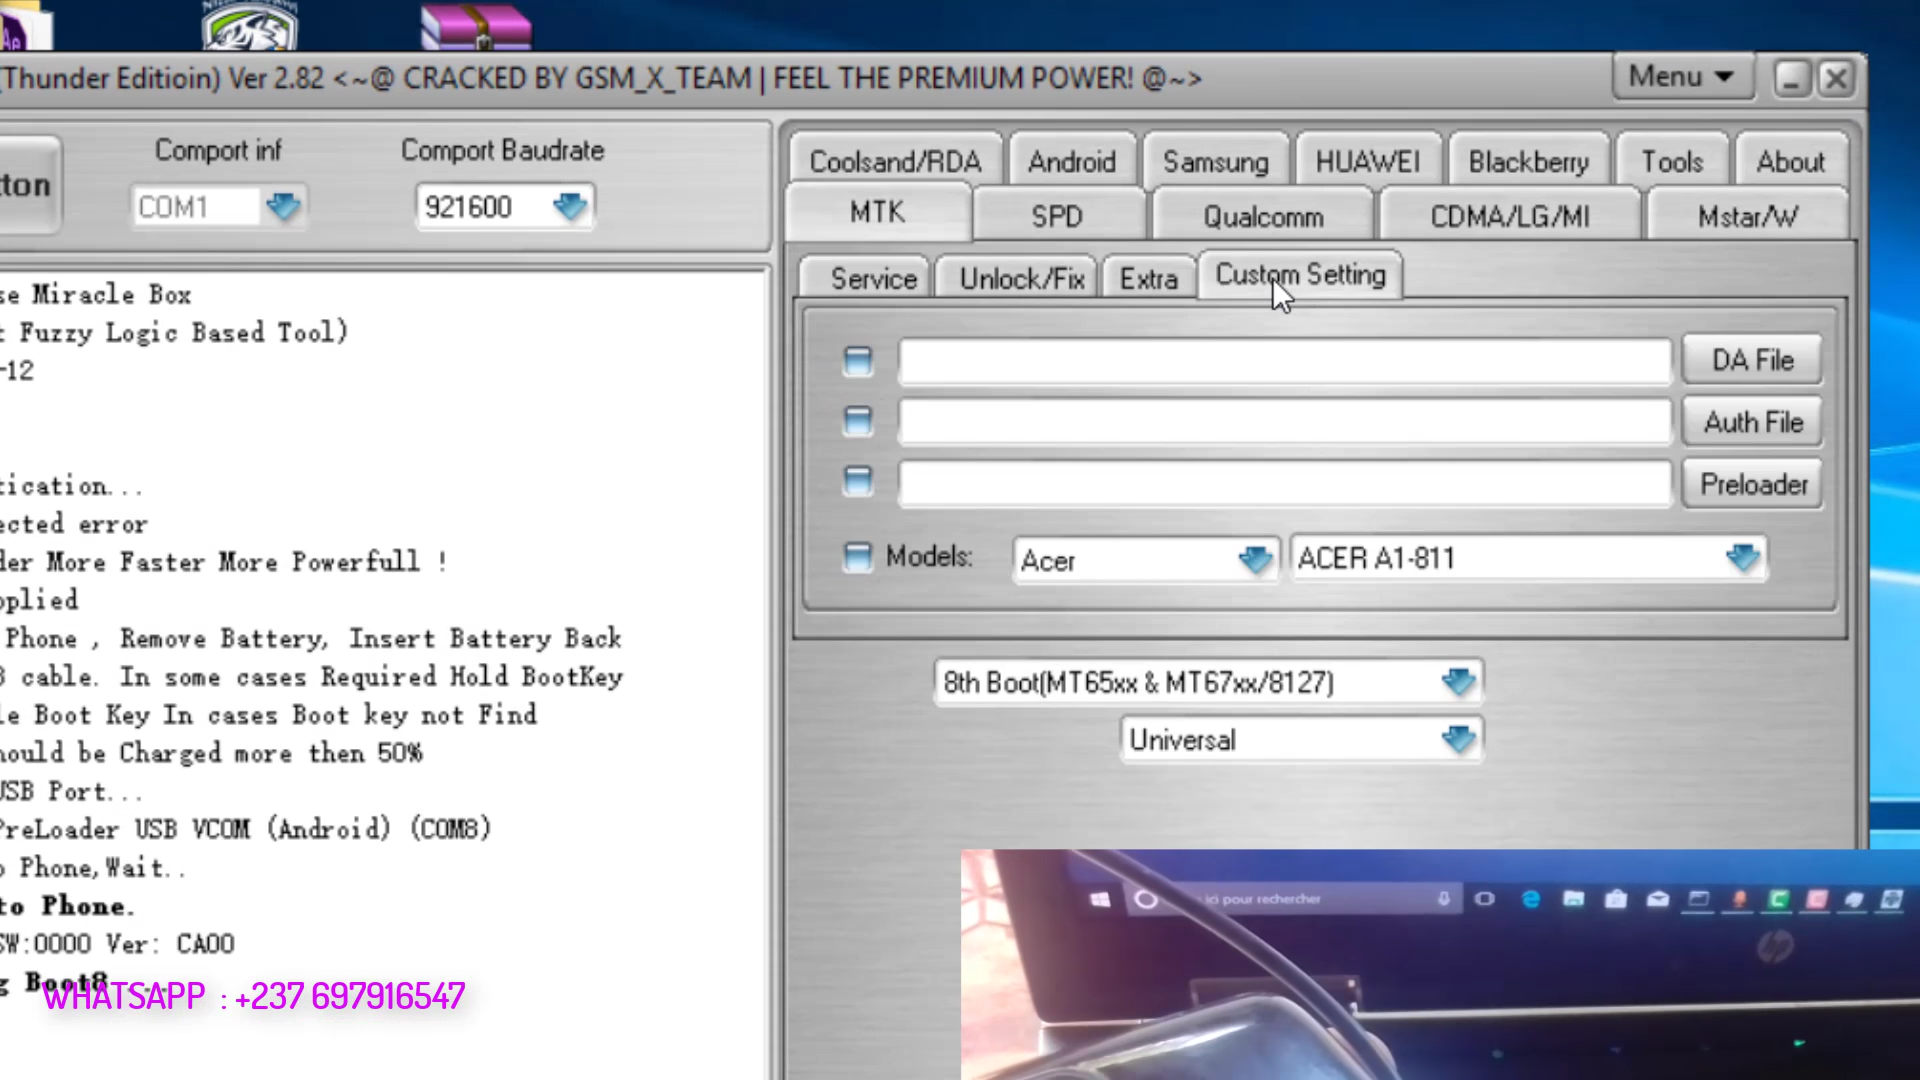 (Thunder Editioin) Ver 2.82 <~@ CRACKED BY GSM_X_TEAM | FEEL THE PREMIUM POWER! @~>
Menu
Comport inf
Comport Baudrate
COM1
921600
Coolsand/RDA
Android
Samsung
HUAWEI
Blackberry
Tools
About
MTK
SPD
Qualcomm
CDMA/LG/MI
Mstar/W
Service
Unlock/Fix
Extra
Custom Setting
DA File
Auth File
Preloader
Models:
Acer
ACER A1-811
8th Boot(MT65xx & MT67xx/8127)
Universal
Miracle Box
Fuzzy Logic Based Tool)
-12
error
More Faster More Powerfull !
Phone , Remove Battery, Insert Battery Back
cable. In some cases Required Hold BootKey
Boot Key In cases Boot key not Find
be Charged more then 50%
USB Port...
PreLoader USB VCOM (Android) (COM8)
Phone,Wait..
to Phone.
SW:0000 Ver: CA00
Boot8
WHATSAPP : +237 697916547
ici pour rechercher
hp
Ae